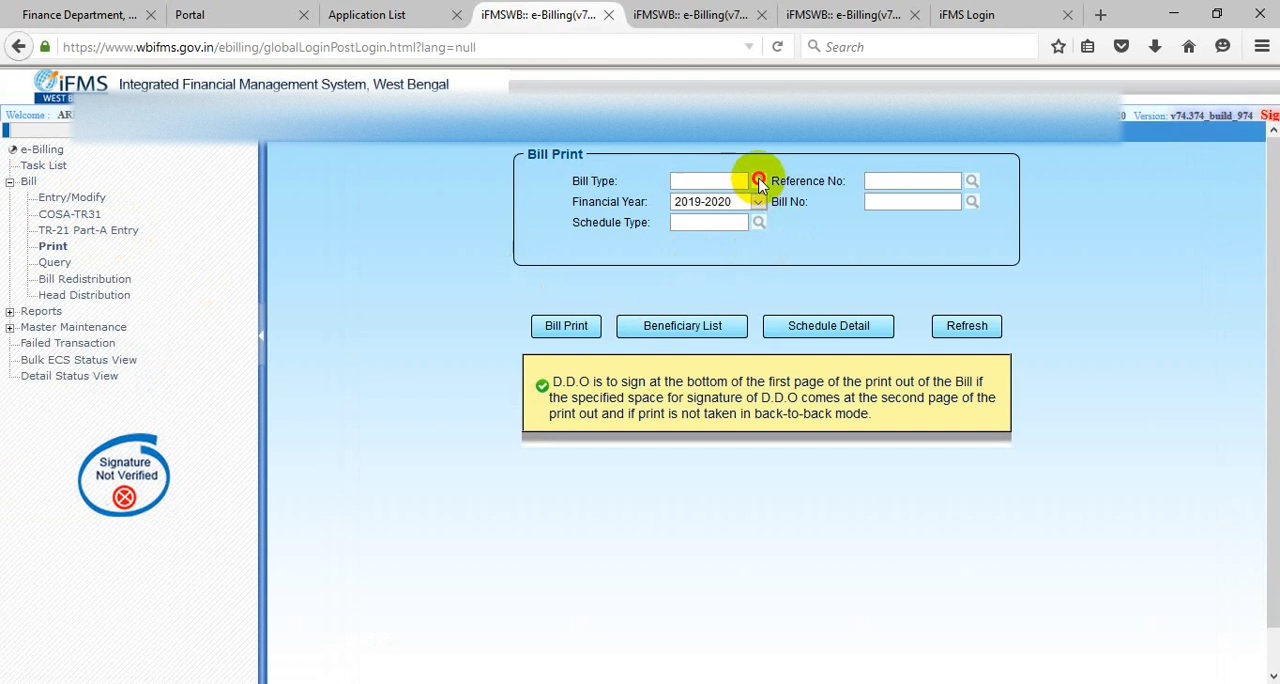 Finance Department, ...
Portal
Application List
iFMSWB:: e-Billing(v7...
iFMSWB:: e-Billing(v7...
iFMSWB:: e-Billing(v7...
iFMS Login
https://www.wbifms.gov.in/ebilling/globalLoginPostLogin.html?lang=null
Search
iFMS
Integrated Financial Management System, West Bengal
WEST
Welcome :
Version: v74.374_build_974
e-Billing
Task List
Bill
Entry/Modify
COSA-TR31
TR-21 Part-A Entry
Print
Query
Bill Redistribution
Head Distribution
Reports
Master Maintenance
Failed Transaction
Bulk ECS Status View
Detail Status View
Signature
Not Verified
Bill Print
Bill Type:
Reference No:
Financial Year: 2019-2020
Bill No:
Schedule Type:
Bill Print
Beneficiary List
Schedule Detail
Refresh
D.D.O is to sign at the bottom of the first page of the print out of the Bill if
the specified space for signature of D.D.O comes at the second page of the
print out and if print is not taken in back-to-back mode.